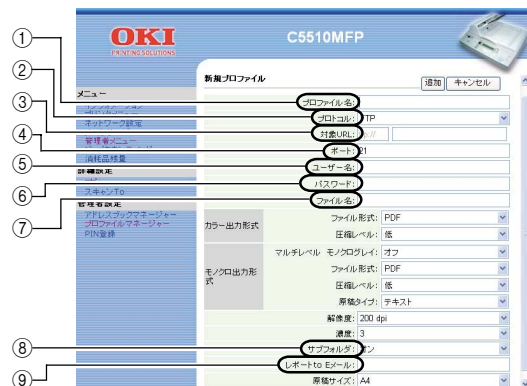 OKI
PRINTING SOLUTIONS
C5510MFP
新規プロファイル
追加 キャンセル
メニュー
ネットワーク設定
管理者メニュー
消耗品残量
詳細設定
スキャンTo
管理者設定
アドレスブックマネージャー
プロファイルマネージャー
PIN登録
① プロファイル名:
② プロトコル: FTP
③ 対象URL: ftp://
④ ポート: 21
⑤ ユーザー名:
⑥ パスワード:
⑦ ファイル名:
カラー出力形式
ファイル形式: PDF
圧縮レベル: 低
モノクロ出力形式
マルチレベル モノクログレイ: オフ
ファイル形式: PDF
圧縮レベル: 低
原稿タイプ: テキスト
解像度: 200 dpi
濃度: 3
⑧ サブフォルダ: オン
⑨ レポートto Eメール:
原稿サイズ: A4